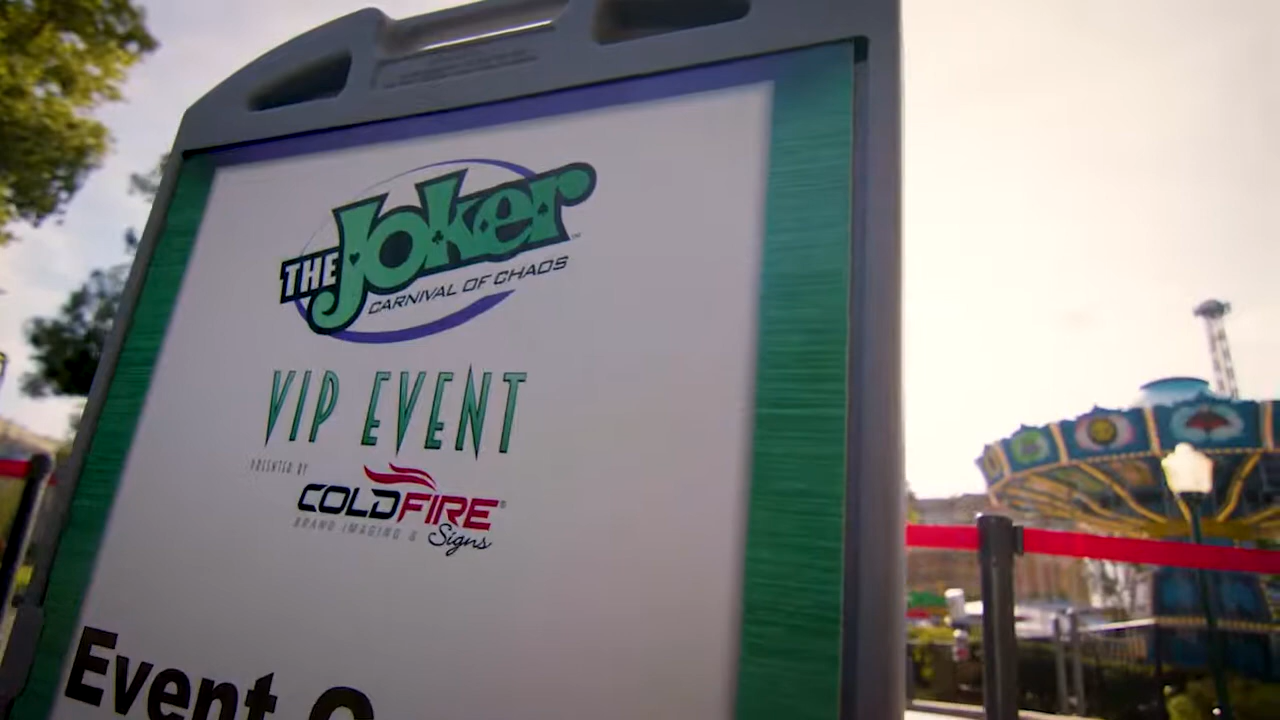 THE Joker
CARNIVAL OF CHAOS
VIP EVENT
PRESENTED BY
COLDFIRE
BRAND IMAGING &
Signs
Event